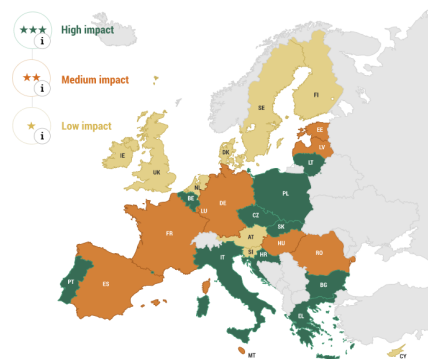 High impact
i
Medium impact
i
Low impact
i
SE
FI
EE
LV
LT
DK
IE
UK
NL
BE
DE
PL
LU
CZ
SK
FR
AT
HU
SI
HR
RO
IT
BG
PT
ES
EL
MT
CY